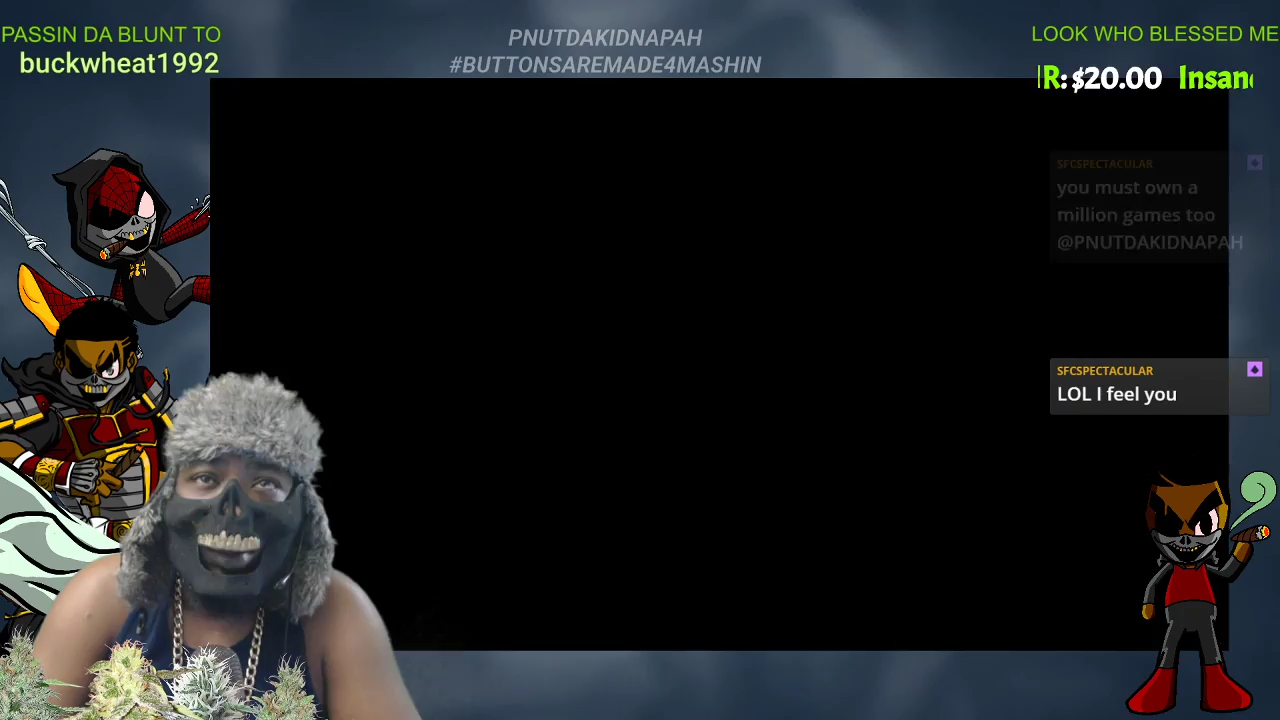 PASSIN DA BLUNT TO
buckwheat1992
PNUTDAKIDNAPAH
#BUTTONSAREMADE4MASHIN
LOOK WHO BLESSED ME
R: $20.00 Insan
SFCSPECTACULAR
you must own a
million games too
@PNUTDAKIDNAPAH
SFCSPECTACULAR
LOL I feel you